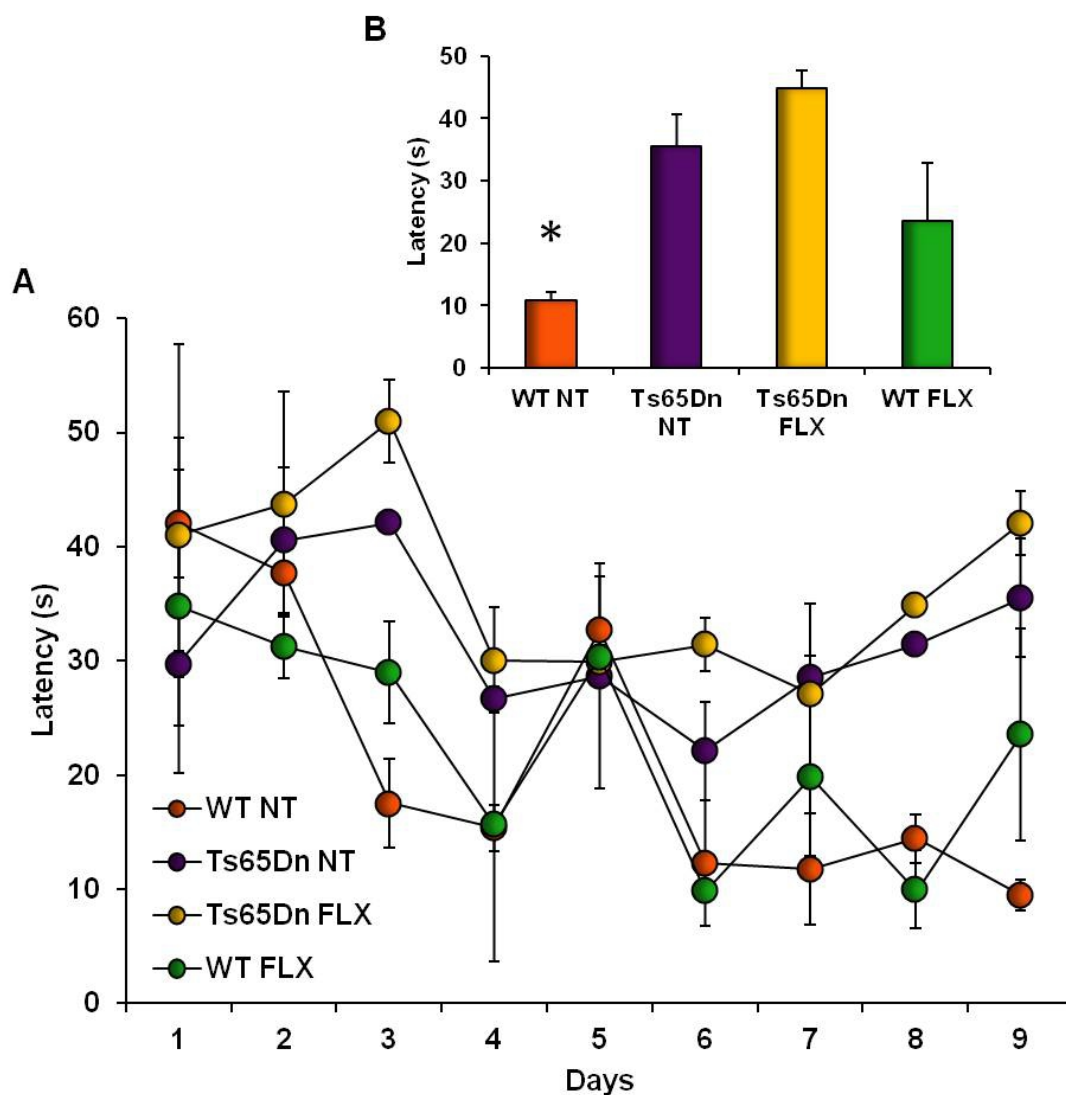 B
50
40
30
20
10
0
Latency (s)
*
WT NT
Ts65Dn NT
Ts65Dn FLX
WT FLX
A
60
50
40
30
20
10
0
Latency (s)
WT NT
Ts65Dn NT
Ts65Dn FLX
WT FLX
1 2 3 4 5 6 7 8 9
Days